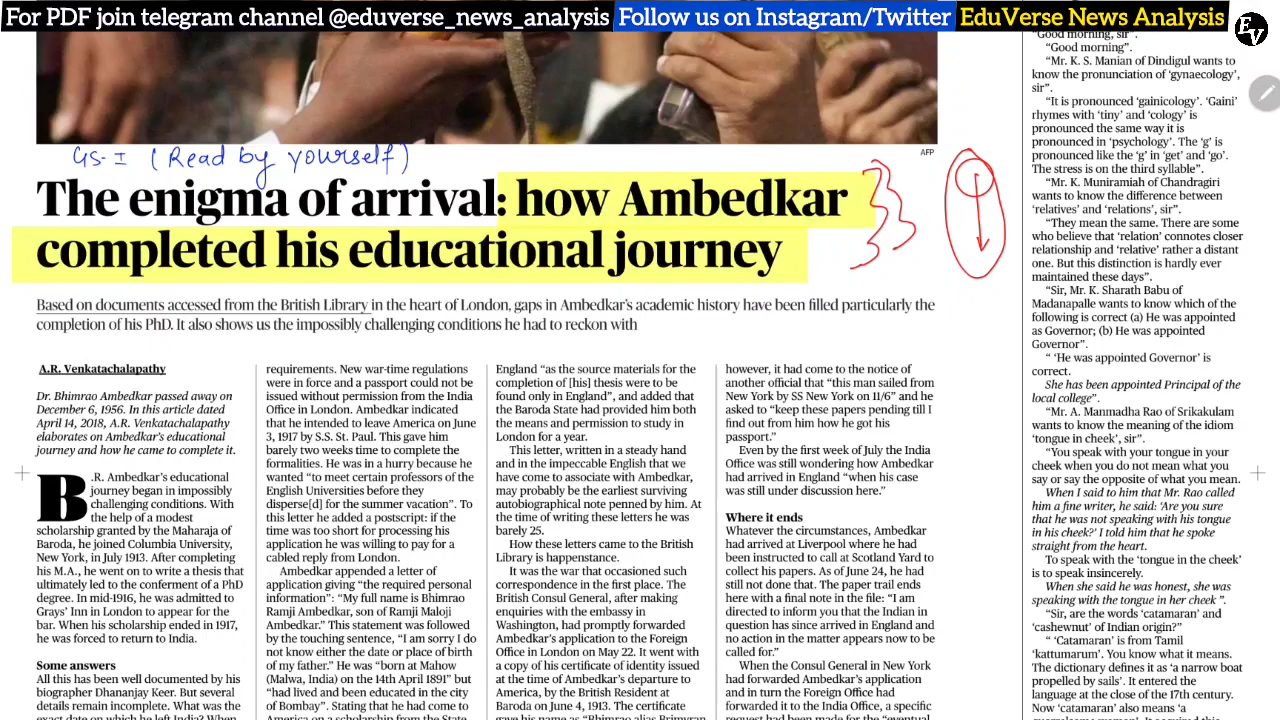 For PDF join telegram channel @eduverse_news_analysis Follow us on Instagram/Twitter EduVerse News Analysis
EV
AFP
GS-I (Read by yourself)
The enigma of arrival: how Ambedkar
completed his educational journey
Based on documents accessed from the British Library in the heart of London, gaps in Ambedkar's academic history have been filled particularly the
completion of his PhD. It also shows us the impossibly challenging conditions he had to reckon with
A.R. Venkatachalapathy
Dr. Bhimrao Ambedkar passed away on
December 6, 1956. In this article dated
April 14, 2018, A.R. Venkatachalapathy
elaborates on Ambedkar's educational
journey and how he came to complete it.
B.R. Ambedkar's educational
journey began in impossibly
challenging conditions. With
the help of a modest
scholarship granted by the Maharaja of
Baroda, he joined Columbia University,
New York, in July 1913. After completing
his M.A., he went on to write a thesis that
ultimately led to the conferment of a PhD
degree. In mid-1916, he was admitted to
Grays' Inn in London to appear for the
bar. When his scholarship ended in 1917,
he was forced to return to India.
Some answers
All this has been well documented by his
biographer Dhananjay Keer. But several
details remain incomplete. What was the
exact date on which he left India? When
requirements. New war-time regulations
were in force and a passport could not be
issued without permission from the India
Office in London. Ambedkar indicated
that he intended to leave America on June
3, 1917 by S.S. St. Paul. This gave him
barely two weeks time to complete the
formalities. He was in a hurry because he
wanted "to meet certain professors of the
English Universities before they
disperse[d] for the summer vacation". To
this letter he added a postscript: if the
time was too short for processing his
application he was willing to pay for a
cabled reply from London.
Ambedkar appended a letter of
application giving "the required personal
information": "My full name is Bhimrao
Ramji Ambedkar, son of Ramji Maloji
Ambedkar." This statement was followed
by the touching sentence, "I am sorry I do
not know either the date or place of birth
of my father." He was "born at Mahow
(Malwa, India) on the 14th April 1891" but
"had lived and been educated in the city
of Bombay". Stating that he had come to
America on a scholarship from the State
England "as the source materials for the
completion of [his] thesis were to be
found only in England", and added that
the Baroda State had provided him both
the means and permission to study in
London for a year.
This letter, written in a steady hand
and in the impeccable English that we
have come to associate with Ambedkar,
may probably be the earliest surviving
autobiographical note penned by him. At
the time of writing these letters he was
barely 25.
How these letters came to the British
Library is happenstance.
It was the war that occasioned such
correspondence in the first place. The
British Consul General, after making
enquiries with the embassy in
Washington, had promptly forwarded
Ambedkar's application to the Foreign
Office in London on May 22. It went with
a copy of his certificate of identity issued
at the time of Ambedkar's departure to
America, by the British Resident at
Baroda on June 4, 1913. The certificate
gave his name as "Bhimrao alias Brimvran
however, it had come to the notice of
another official that "this man sailed from
New York by SS New York on 11/6" and he
asked to "keep these papers pending till I
find out from him how he got his
passport."
Even by the first week of July the India
Office was still wondering how Ambedkar
had arrived in England "when his case
was still under discussion here."
Where it ends
Whatever the circumstances, Ambedkar
had arrived at Liverpool where he had
been instructed to call at Scotland Yard to
collect his papers. As of June 24, he had
still not done that. The paper trail ends
here with a final note in the file: "I am
directed to inform you that the Indian in
question has since arrived in England and
no action in the matter appears now to be
called for."
When the Consul General in New York
had forwarded Ambedkar's application
and in turn the Foreign Office had
forwarded it to the India Office, a specific
request had been made for the "eventual
"Good morning, sir".
"Good morning".
"Mr. K. S. Manian of Dindigul wants to
know the pronunciation of 'gynaecology',
sir".
"It is pronounced 'gainicology'. 'Gaini'
rhymes with 'tiny' and 'cology' is
pronounced the same way it is
pronounced in 'psychology'. The 'g' is
pronounced like the 'g' in 'get' and 'go'.
The stress is on the third syllable".
"Mr. K. Muniramiah of Chandragiri
wants to know the difference between
'relatives' and 'relations', sir".
"They mean the same. There are some
who believe that 'relation' connotes closer
relationship and 'relative' rather a distant
one. But this distinction is hardly ever
maintained these days".
"Sir, Mr. K. Sharath Babu of
Madanapalle wants to know which of the
following is correct (a) He was appointed
as Governor; (b) He was appointed
Governor".
" 'He was appointed Governor' is
correct.
She has been appointed Principal of the
local college".
"Mr. A. Manmadha Rao of Srikakulam
wants to know the meaning of the idiom
'tongue in cheek', sir".
"You speak with your tongue in your
cheek when you do not mean what you
say or say the opposite of what you mean.
When I said to him that Mr. Rao called
him a fine writer, he said: 'Are you sure
that he was not speaking with his tongue
in his cheek?' I told him that he spoke
straight from the heart.
To speak with the 'tongue in the cheek'
is to speak insincerely.
When she said he was honest, she was
speaking with the tongue in her cheek ".
"Sir, are the words 'catamaran' and
'cashewnut' of Indian origin?"
" 'Catamaran' is from Tamil
'kattumarum'. You know what it means.
The dictionary defines it as 'a narrow boat
propelled by sails'. It entered the
language at the close of the 17th century.
Now 'catamaran' also means 'a